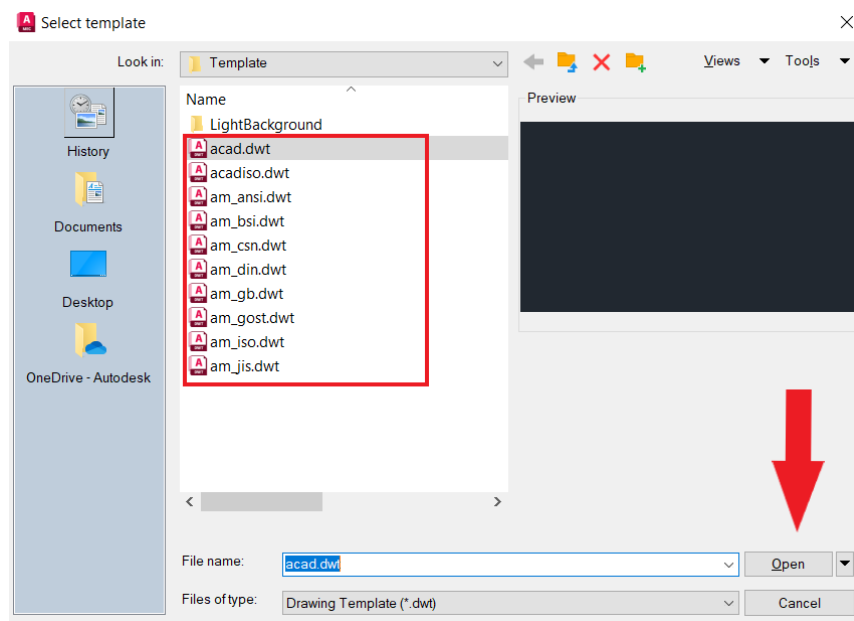 Select template
Look in:
Template
Views
Tools
History
Documents
Desktop
OneDrive - Autodesk
Name
LightBackground
acad.dwt
acadiso.dwt
am_ansi.dwt
am_bsi.dwt
am_csn.dwt
am_din.dwt
am_gb.dwt
am_gost.dwt
am_iso.dwt
am_jis.dwt
Preview
File name:
acad.dwt
Open
Files of type:
Drawing Template (*.dwt)
Cancel